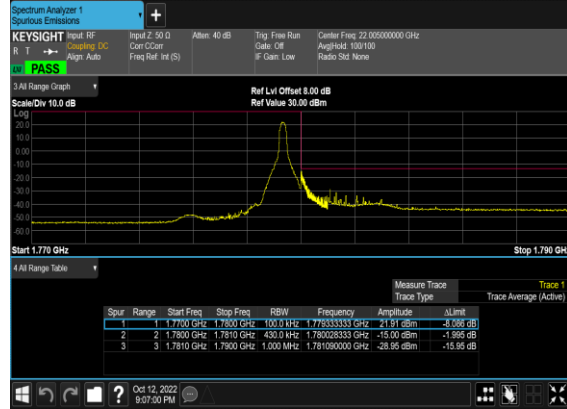 Spectrum Analyzer 1
Spurious Emissions
+
KEYSIGHT Input: RF Input Z: 50 Ω Atten: 40 dB Trig: Free Run Center Freq: 22.005000000 GHz
R T Coupling: DC Corr CCorr Gate: Off Avg|Hold: 100/100
Align: Auto Freq Ref: Int (S) IF Gain: Low Radio Std: None
PASS
3 All Range Graph
Ref Lvl Offset 8.00 dB
Scale/Div 10.0 dB Ref Value 30.00 dBm
Log
20.0
10.0
0.00
-10.0
-20.0
-30.0
-40.0
-50.0
-60.0
Start 1.770 GHz Stop 1.790 GHz
4 All Range Table
Measure Trace Trace 1
Trace Type Trace Average (Active)
Spur Range Start Freq Stop Freq RBW Frequency Amplitude ΔLimit
1 1 1.7700 GHz 1.7800 GHz 100.0 kHz 1.779333333 GHz 21.91 dBm -8.086 dB
2 2 1.7800 GHz 1.7810 GHz 430.0 kHz 1.780028333 GHz -15.00 dBm -1.995 dB
3 3 1.7810 GHz 1.7900 GHz 1.000 MHz 1.781090000 GHz -28.95 dBm -15.95 dB
? Oct 12, 2022
9:07:00 PM